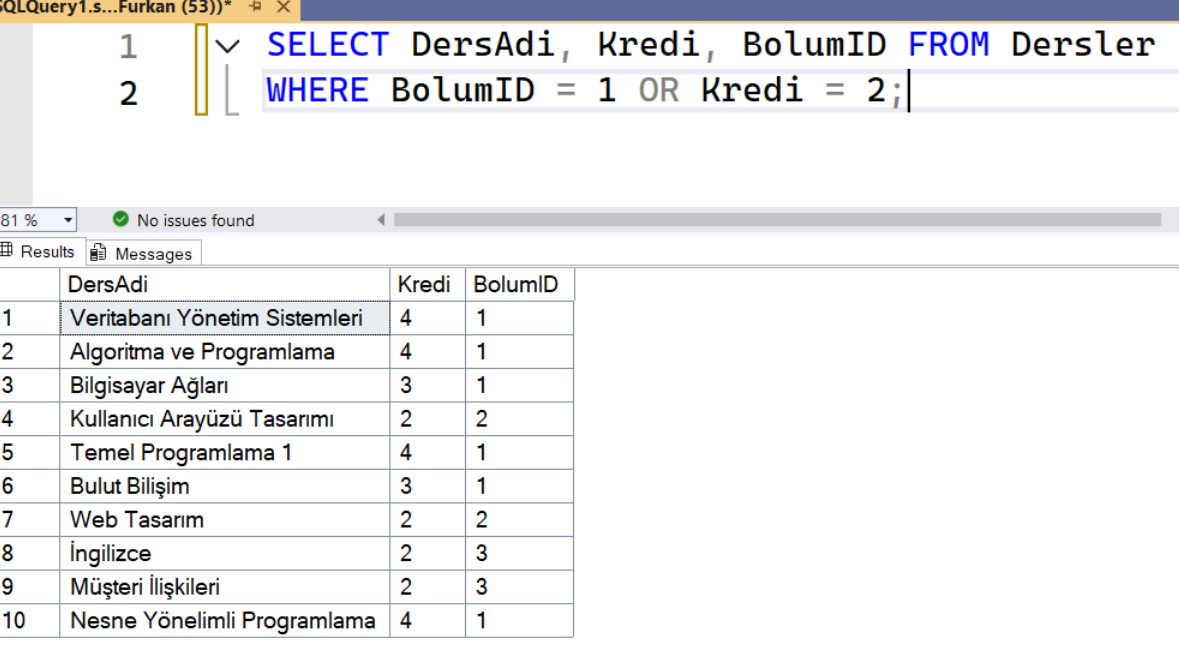 SQLQuery1.s...Furkan (53))*
1 SELECT DersAdi, Kredi, BolumID FROM Dersler
2 WHERE BolumID = 1 OR Kredi = 2;
81 % No issues found
Results Messages
DersAdi Kredi BolumID
1 Veritabanı Yönetim Sistemleri 4 1
2 Algoritma ve Programlama 4 1
3 Bilgisayar Ağları 3 1
4 Kullanıcı Arayüzü Tasarımı 2 2
5 Temel Programlama 1 4 1
6 Bulut Bilişim 3 1
7 Web Tasarım 2 2
8 İngilizce 2 3
9 Müşteri İlişkileri 2 3
10 Nesne Yönelimli Programlama 4 1